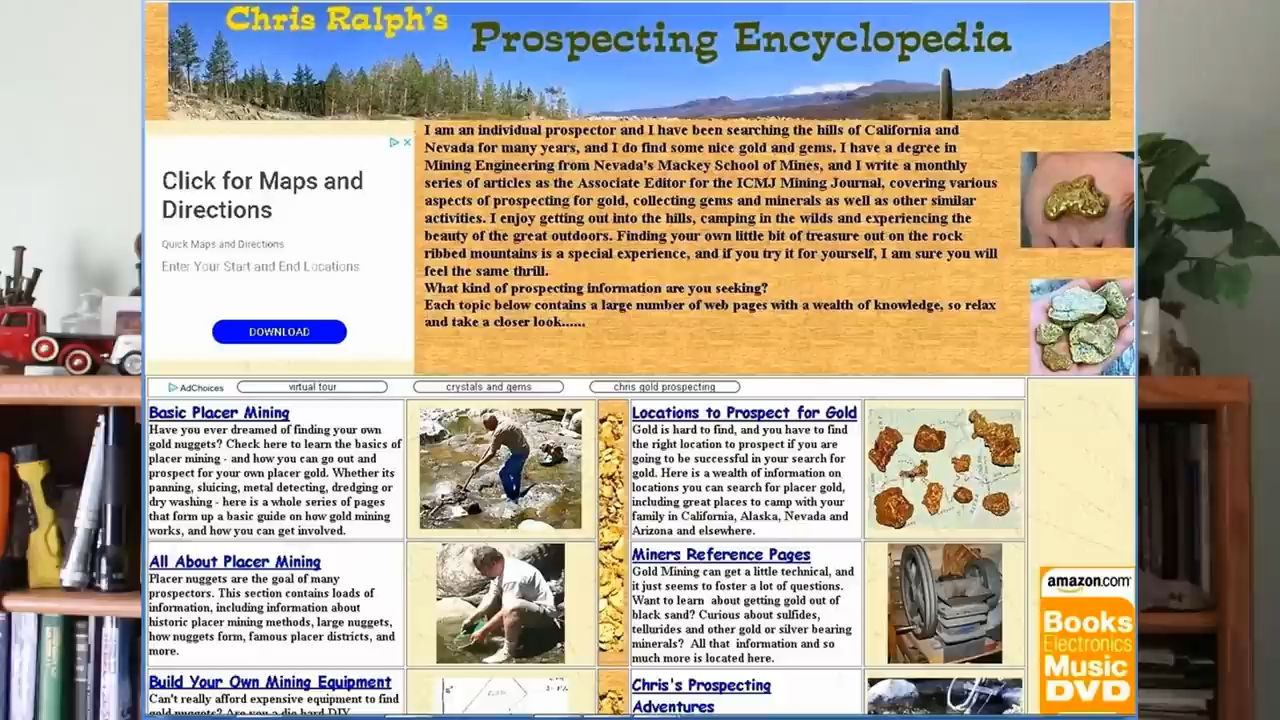 Chris Ralph's
Prospecting Encyclopedia
Click for Maps and
Directions
Quick Maps and Directions
Enter Your Start and End Locations
DOWNLOAD
I am an individual prospector and I have been searching the hills of California and
Nevada for many years, and I do find some nice gold and gems. I have a degree in
Mining Engineering from Nevada's Mackey School of Mines, and I write a monthly
series of articles as the Associate Editor for the ICMJ Mining Journal, covering various
aspects of prospecting for gold, collecting gems and minerals as well as other similar
activities. I enjoy getting out into the hills, camping in the wilds and experiencing the
beauty of the great outdoors. Finding your own little bit of treasure out on the rock
ribbed mountains is a special experience, and if you try it for yourself, I am sure you will
feel the same thrill.
What kind of prospecting information are you seeking?
Each topic below contains a large number of web pages with a wealth of knowledge, so relax
and take a closer look......
AdChoices
virtual tour
crystals and gems
chris gold prospecting
Basic Placer Mining
Have you ever dreamed of finding your own
gold nuggets? Check here to learn the basics of
placer mining - and how you can go out and
prospect for your own placer gold. Whether its
panning, sluicing, metal detecting, dredging or
dry washing - here is a whole series of pages
that form up a basic guide on how gold mining
works, and how you can get involved.
Locations to Prospect for Gold
Gold is hard to find, and you have to find
the right location to prospect if you are
going to be successful in your search for
gold. Here is a wealth of information on
locations you can search for placer gold,
including great places to camp with your
family in California, Alaska, Nevada and
Arizona and elsewhere.
All About Placer Mining
Placer nuggets are the goal of many
prospectors. This section contains loads of
information, including information about
historic placer mining methods, large nuggets,
how nuggets form, famous placer districts, and
more.
Miners Reference Pages
Gold Mining can get a little technical, and
it just seems to foster a lot of questions.
Want to learn about getting gold out of
black sand? Curious about sulfides,
tellurides and other gold or silver bearing
minerals? All that information and so
much more is located here.
Build Your Own Mining Equipment
Can't really afford expensive equipment to find
gold nuggets? Are you a die hard DIY
Chris's Prospecting
Adventures
amazon.com
Books
Electronics
Music
DVD